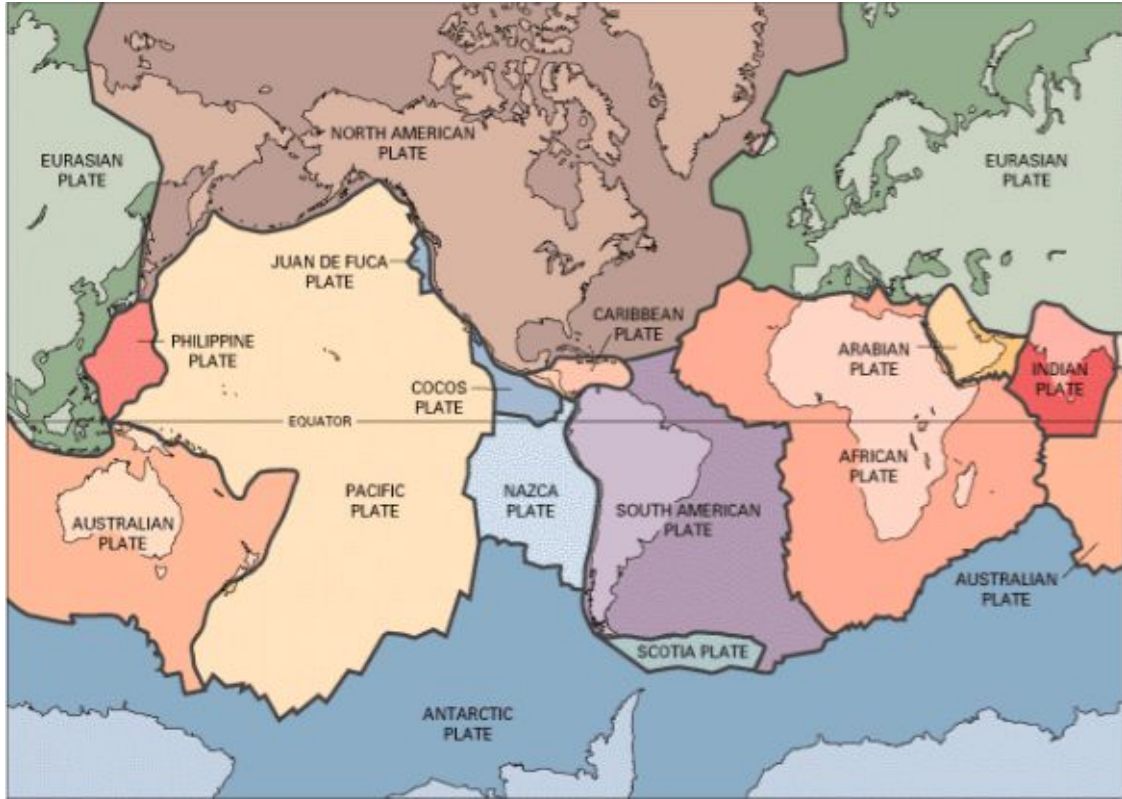 NORTH AMERICAN
PLATE
EURASIAN
PLATE
EURASIAN
PLATE
JUAN DE FUCA
PLATE
CARIBBEAN
PLATE
PHILIPPINE
PLATE
ARABIAN
PLATE
INDIAN
PLATE
COCOS
PLATE
EQUATOR
AFRICAN
PLATE
PACIFIC
PLATE
NAZCA
PLATE
SOUTH AMERICAN
PLATE
AUSTRALIAN
PLATE
AUSTRALIAN
PLATE
SCOTIA PLATE
ANTARCTIC
PLATE